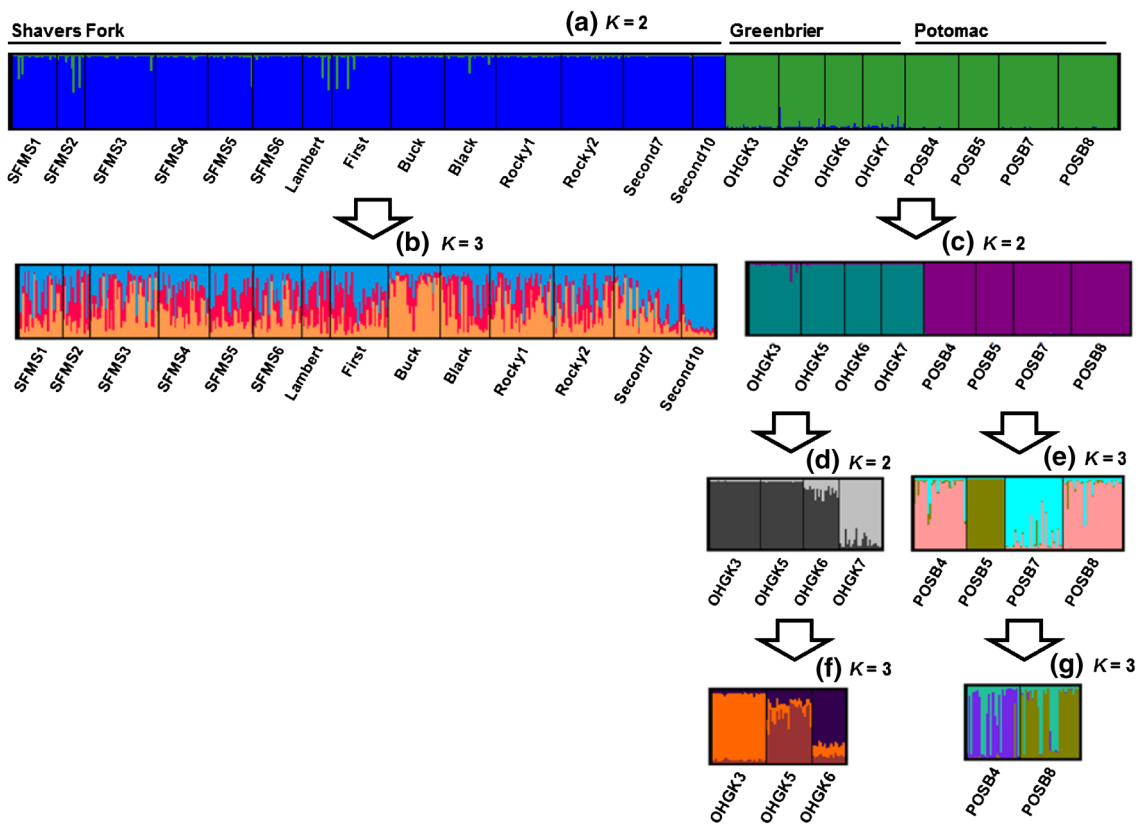 Shavers Fork (a) K = 2 Greenbrier Potomac
SFMS1 SFMS2 SFMS3 SFMS4 SFMS5 SFMS6 Lambert First Buck Black Rocky1 Rocky2 Second7 Second10 OHGK3 OHGK5 OHGK6 OHGK7 POSB4 POSB5 POSB7 POSB8
(b) K = 3 (c) K = 2
SFMS1 SFMS2 SFMS3 SFMS4 SFMS5 SFMS6 Lambert First Buck Black Rocky1 Rocky2 Second7 Second10 OHGK3 OHGK5 OHGK6 OHGK7 POSB4 POSB5 POSB7 POSB8
(d) K = 2 (e) K = 3
OHGK3 OHGK5 OHGK6 OHGK7 POSB4 POSB5 POSB7 POSB8
(f) K = 3 (g) K = 3
OHGK3 OHGK5 OHGK6 POSB4 POSB8